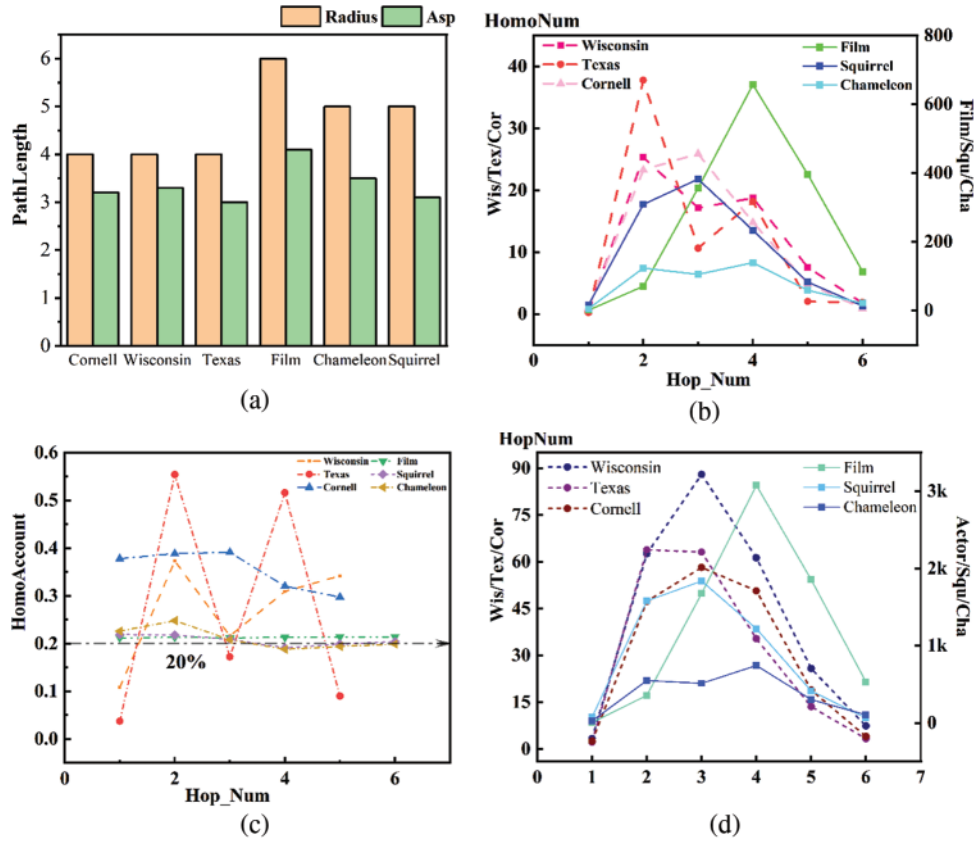 Radius Asp
PathLength
6
5
4
3
2
1
0
Cornell Wisconsin Texas Film Chameleon Squirrel
(a)
HomoNum
Wisconsin
Texas
Cornell
Film
Squirrel
Chameleon
Wis/Tex/Cor
40
30
20
10
0
Film/Squ/Cha
800
600
400
200
0
0 1 2 3 4 5 6
Hop_Num
(b)
HomoAccount
0.6
0.5
0.4
0.3
0.2
0.1
0.0
Wisconsin
Texas
Cornell
Film
Squirrel
Chameleon
20%
0 2 4 6
Hop_Num
(c)
HopNum
Wisconsin
Texas
Cornell
Film
Squirrel
Chameleon
Wis/Tex/Cor
90
75
60
45
30
15
0
Actor/Squ/Cha
3k
2k
1k
0
0 1 2 3 4 5 6 7
(d)